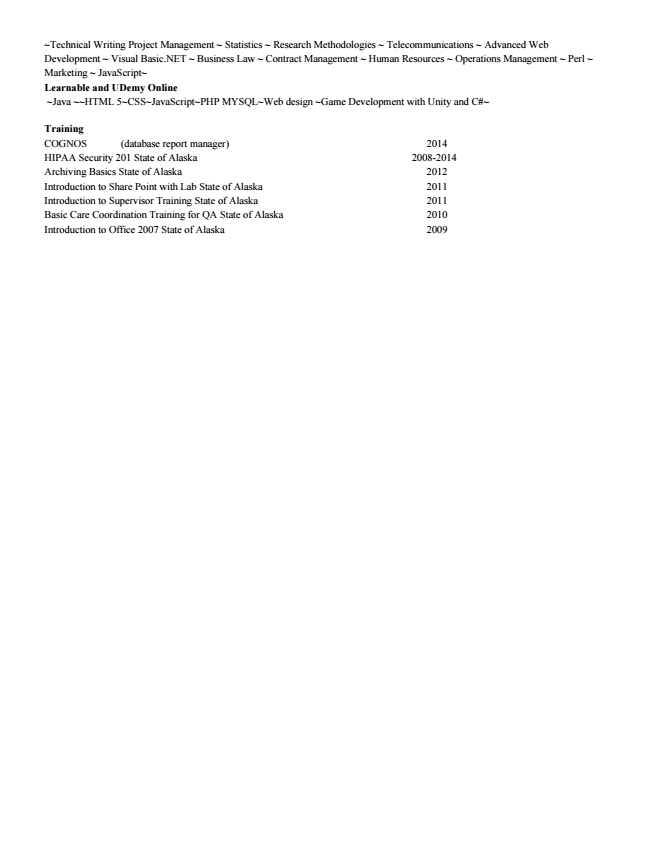 ~Technical Writing Project Management ~ Statistics ~ Research Methodologies ~ Telecommunications ~ Advanced Web
Development ~ Visual Basic.NET ~ Business Law ~ Contract Management ~ Human Resources ~ Operations Management ~ Perl ~
Marketing ~ JavaScript~
Learnable and UDemy Online
~Java ~~HTML 5~CSS~JavaScript~PHP MYSQL~Web design ~Game Development with Unity and C#~
Training
COGNOS (database report manager) 2014
HIPAA Security 201 State of Alaska 2008-2014
Archiving Basics State of Alaska 2012
Introduction to Share Point with Lab State of Alaska 2011
Introduction to Supervisor Training State of Alaska 2011
Basic Care Coordination Training for QA State of Alaska 2010
Introduction to Office 2007 State of Alaska 2009